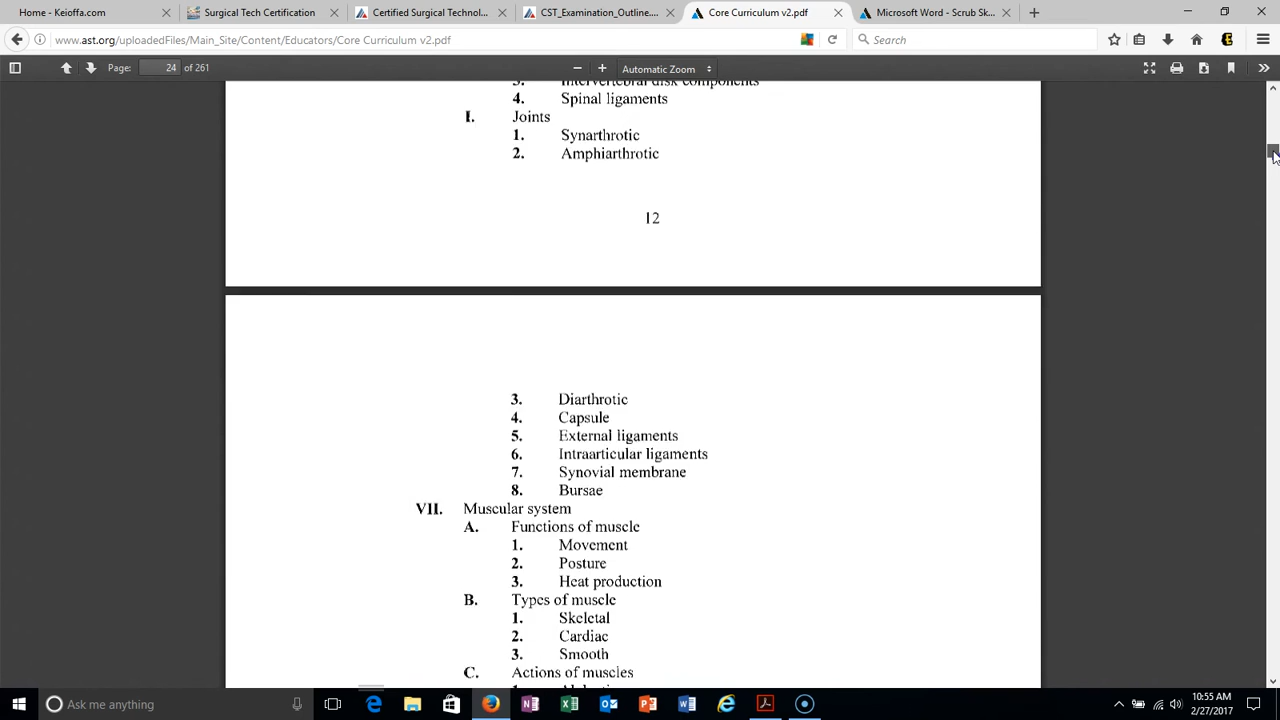 Home - Keioffa.com
Surgical Tech Certification
Certified Surgical Technol...
CST_Examination_Outline...
Core Curriculum v2.pdf
Microsoft Word - Scrub Sk...
www.ast.org/uploadedFiles/Main_Site/Content/Educators/Core Curriculum v2.pdf
Search
Page: 24 of 261
Automatic Zoom
3. Intervertebral disk components
4. Spinal ligaments
I. Joints
1. Synarthrotic
2. Amphiarthrotic
12
3. Diarthrotic
4. Capsule
5. External ligaments
6. Intraarticular ligaments
7. Synovial membrane
8. Bursae
VII. Muscular system
A. Functions of muscle
1. Movement
2. Posture
3. Heat production
B. Types of muscle
1. Skeletal
2. Cardiac
3. Smooth
C. Actions of muscles
Ask me anything
10:55 AM
2/27/2017